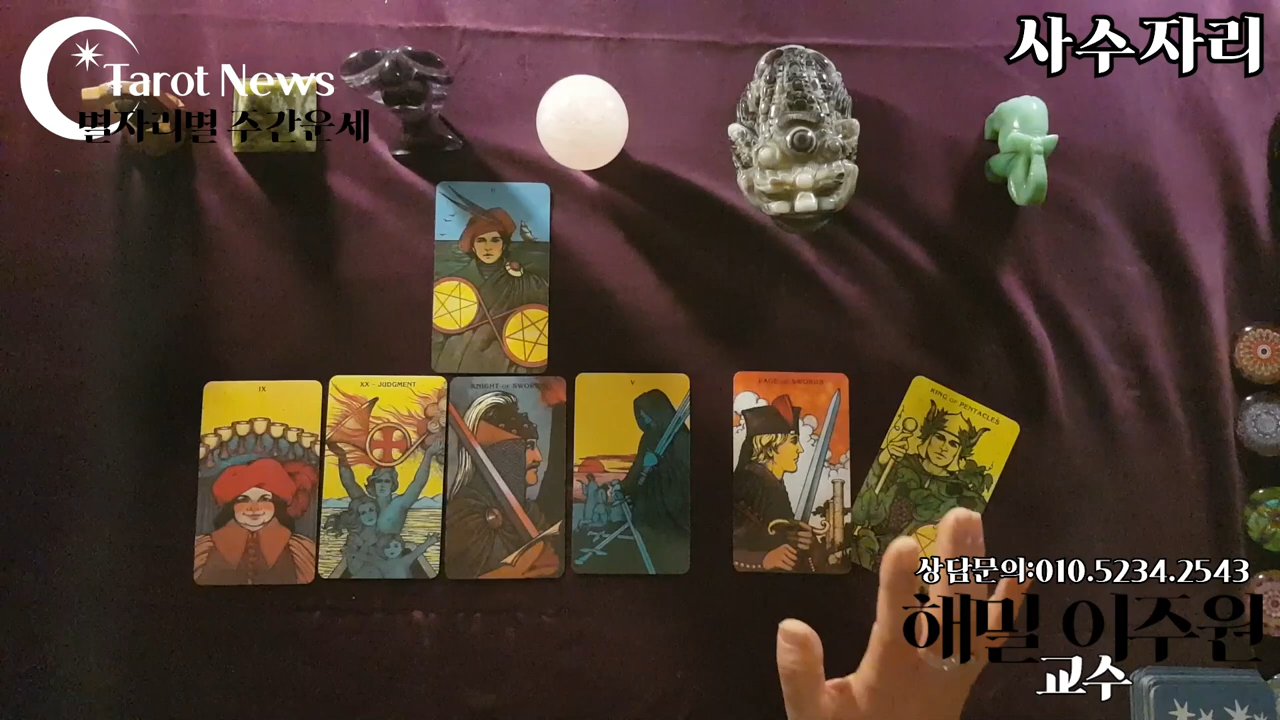 사수자리
Tarot News
별자리별 주간운세
II
IX
XX - JUDGMENT
KNIGHT OF SWORDS
V
PAGE OF SWORDS
KING OF PENTACLES
상담문의:010.5234.2543
해밀 이주원
교수